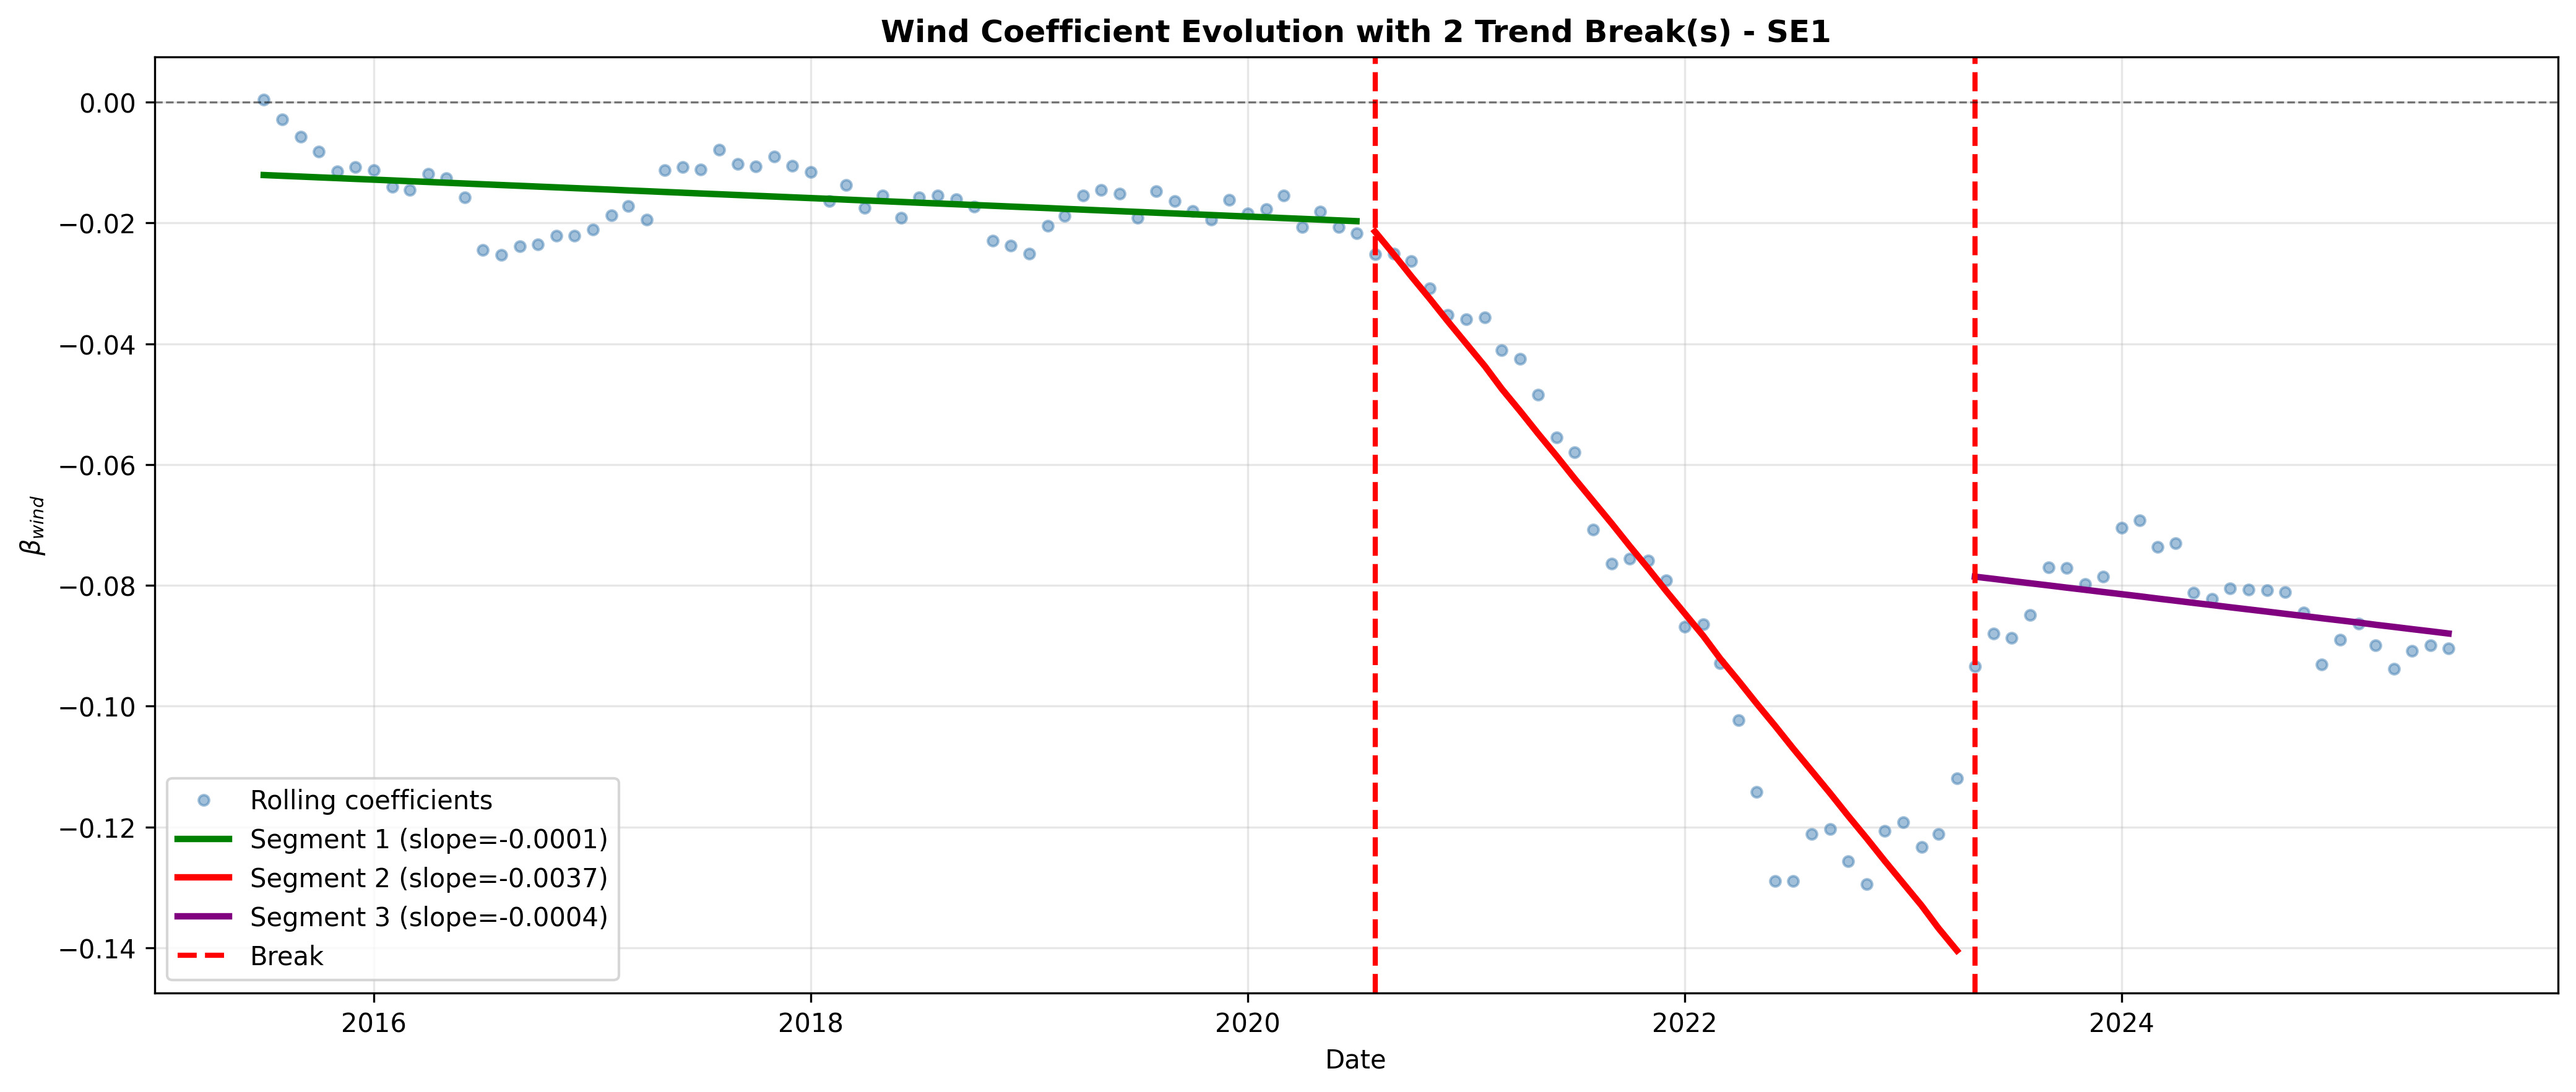 Wind Coefficient Evolution with 2 Trend Break(s) - SE1
0.00
−0.02
−0.04
−0.06
−0.08
−0.10
−0.12
−0.14
β_wind
Rolling coefficients
Segment 1 (slope=-0.0001)
Segment 2 (slope=-0.0037)
Segment 3 (slope=-0.0004)
Break
2016 2018 2020 2022 2024
Date